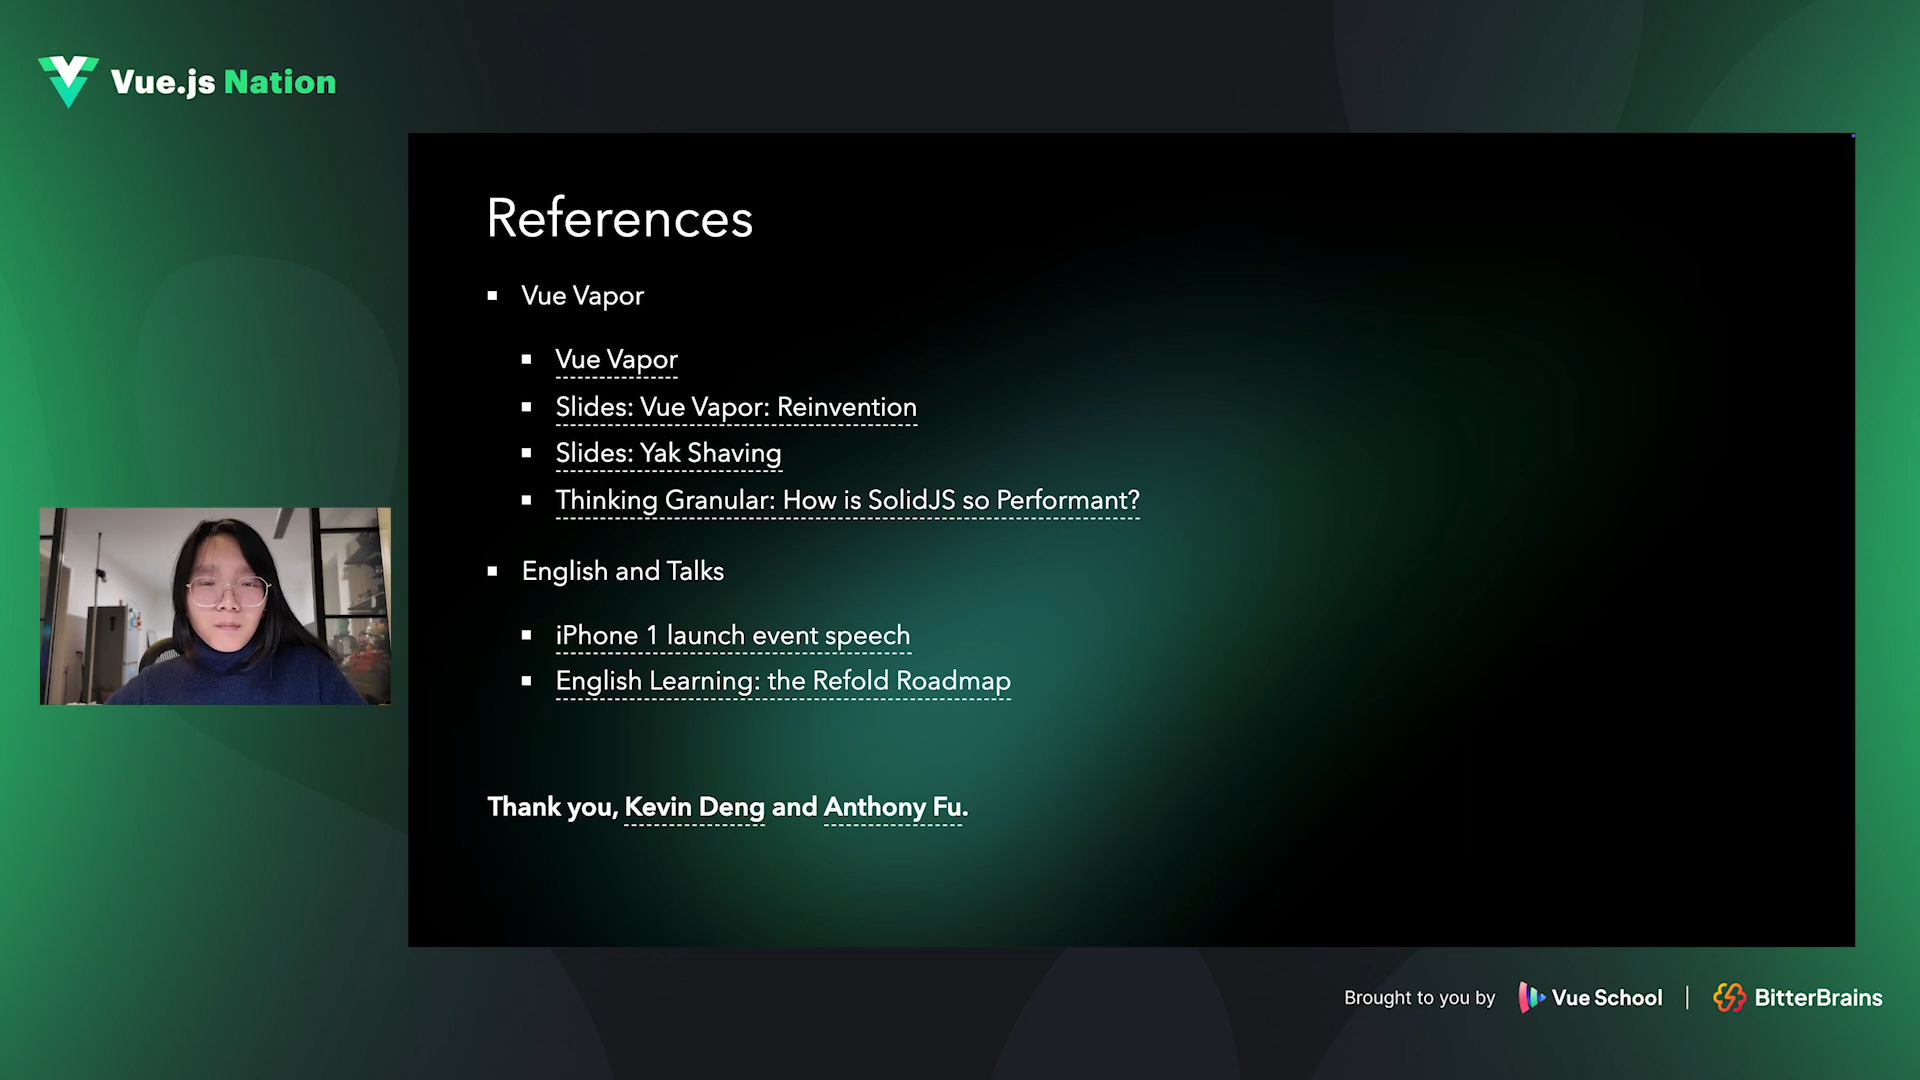 Vue.js Nation
References
Vue Vapor
Vue Vapor
Slides: Vue Vapor: Reinvention
Slides: Yak Shaving
Thinking Granular: How is SolidJS so Performant?
English and Talks
iPhone 1 launch event speech
English Learning: the Refold Roadmap
Thank you, Kevin Deng and Anthony Fu.
Brought to you by Vue School | BitterBrains